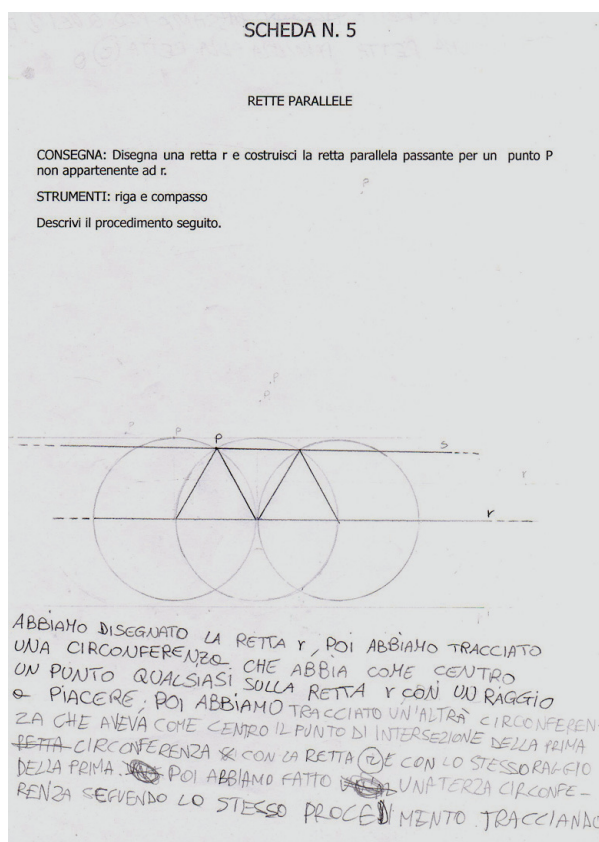 SCHEDA N. 5
RETTE PARALLELE
CONSEGNA: Disegna una retta r e costruisci la retta parallela passante per un punto P
non appartenente ad r.
STRUMENTI: riga e compasso
Descrivi il procedimento seguito.
P
P
P
P
P
P
s
r
r
ABBIAMO DISEGNATO LA RETTA r, POI ABBIAMO TRACCIATO
UNA CIRCONFERENZA CHE ABBIA COME CENTRO
UN PUNTO QUALSIASI SULLA RETTA r, CON UN RAGGIO
A PIACERE, POI ABBIAMO TRACCIATO UN'ALTRA CIRCONFEREN
ZA CHE AVEVA COME CENTRO IL PUNTO DI INTERSEZIONE DELLA PRIMA
RETTA CIRCONFERENZA CON LA RETTA r E CON LO STESSO RAGGIO
DELLA PRIMA. POI ABBIAMO FATTO UNA TERZA CIRCONFE-
RENZA SEGUENDO LO STESSO PROCEDIMENTO. TRACCIANDO